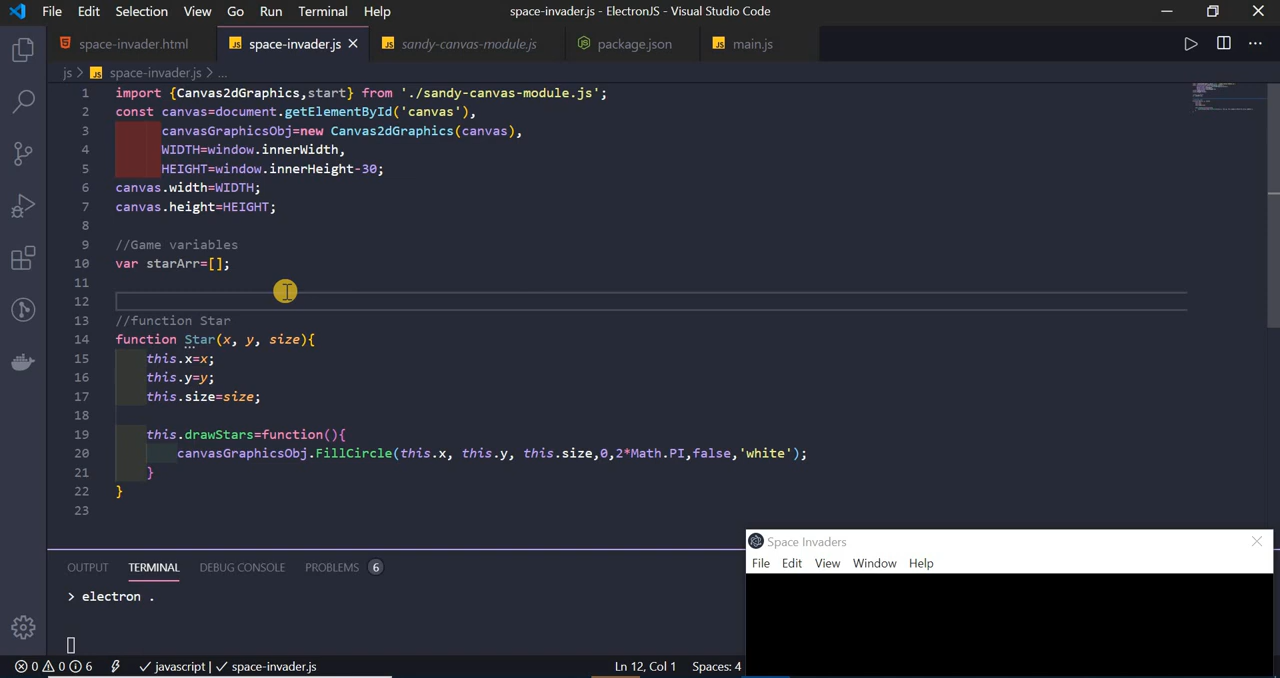 File Edit Selection View Go Run Terminal Help space-invader.js - ElectronJS - Visual Studio Code
space-invader.html JS space-invader.js JS sandy-canvas-module.js package.json JS main.js
js > JS space-invader.js > ...
1 import {Canvas2dGraphics,start} from './sandy-canvas-module.js';
2 const canvas=document.getElementById('canvas'),
3 canvasGraphicsObj=new Canvas2dGraphics(canvas),
4 WIDTH=window.innerWidth,
5 HEIGHT=window.innerHeight-30;
6 canvas.width=WIDTH;
7 canvas.height=HEIGHT;
8
9 //Game variables
10 var starArr=[];
11
12
13 //function Star
14 function Star(x, y, size){
15 this.x=x;
16 this.y=y;
17 this.size=size;
18
19 this.drawStars=function(){
20 canvasGraphicsObj.FillCircle(this.x, this.y, this.size,0,2*Math.PI,false,'white');
21 }
22 }
23
Space Invaders
File Edit View Window Help
OUTPUT TERMINAL DEBUG CONSOLE PROBLEMS 6
> electron .
0 0 6 javascript | space-invader.js Ln 12, Col 1 Spaces: 4